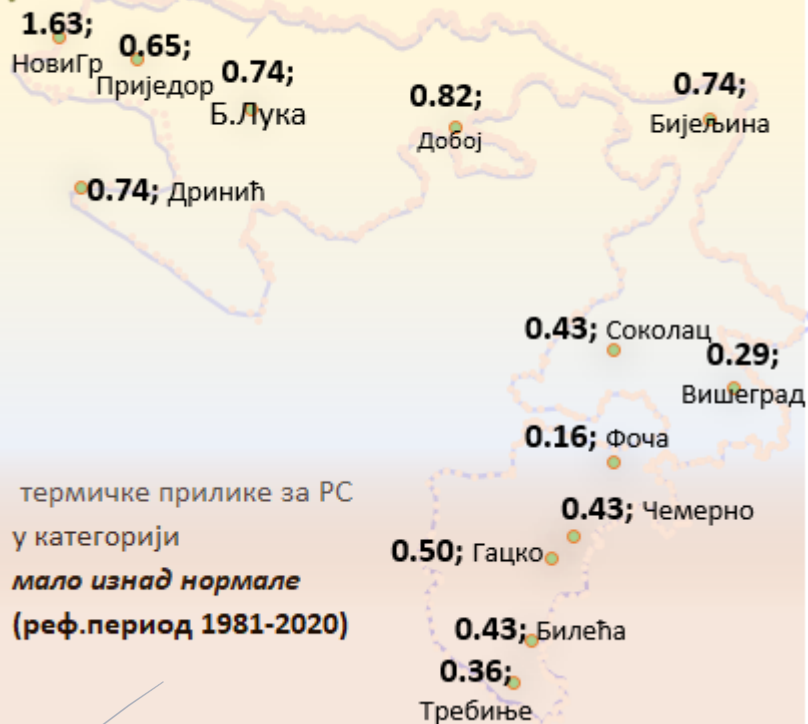 1.63;
НовиГр
0.65;
Приједор
0.74;
Б.Лука
0.82;
Добој
0.74;
Бијељина
0.74; Дринић
0.43; Соколац
0.29;
Вишеград
0.16; Фоча
0.43; Чемерно
0.50; Гацко
0.43; Билећа
0.36;
Требиње
термичке прилике за РС
у категорији
мало изнад нормале
(реф.период 1981-2020)